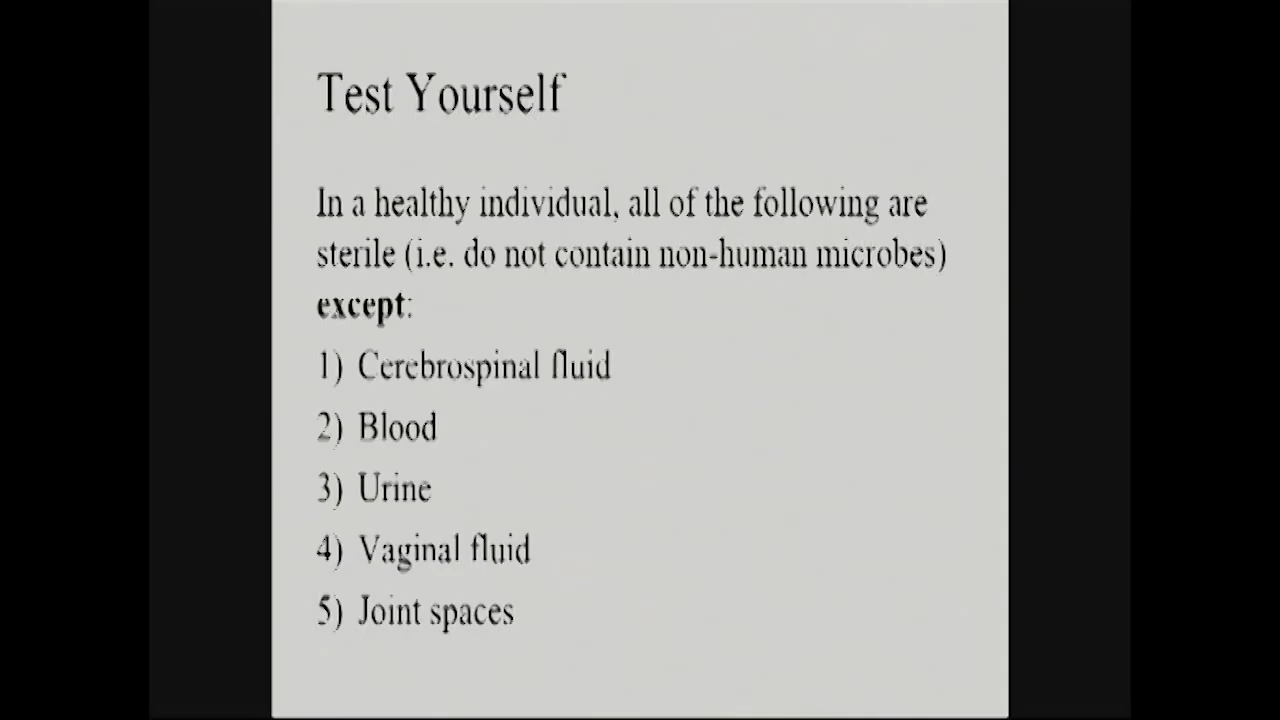 Test Yourself
In a healthy individual, all of the following are
sterile (i.e. do not contain non-human microbes)
except:
1) Cerebrospinal fluid
2) Blood
3) Urine
4) Vaginal fluid
5) Joint spaces